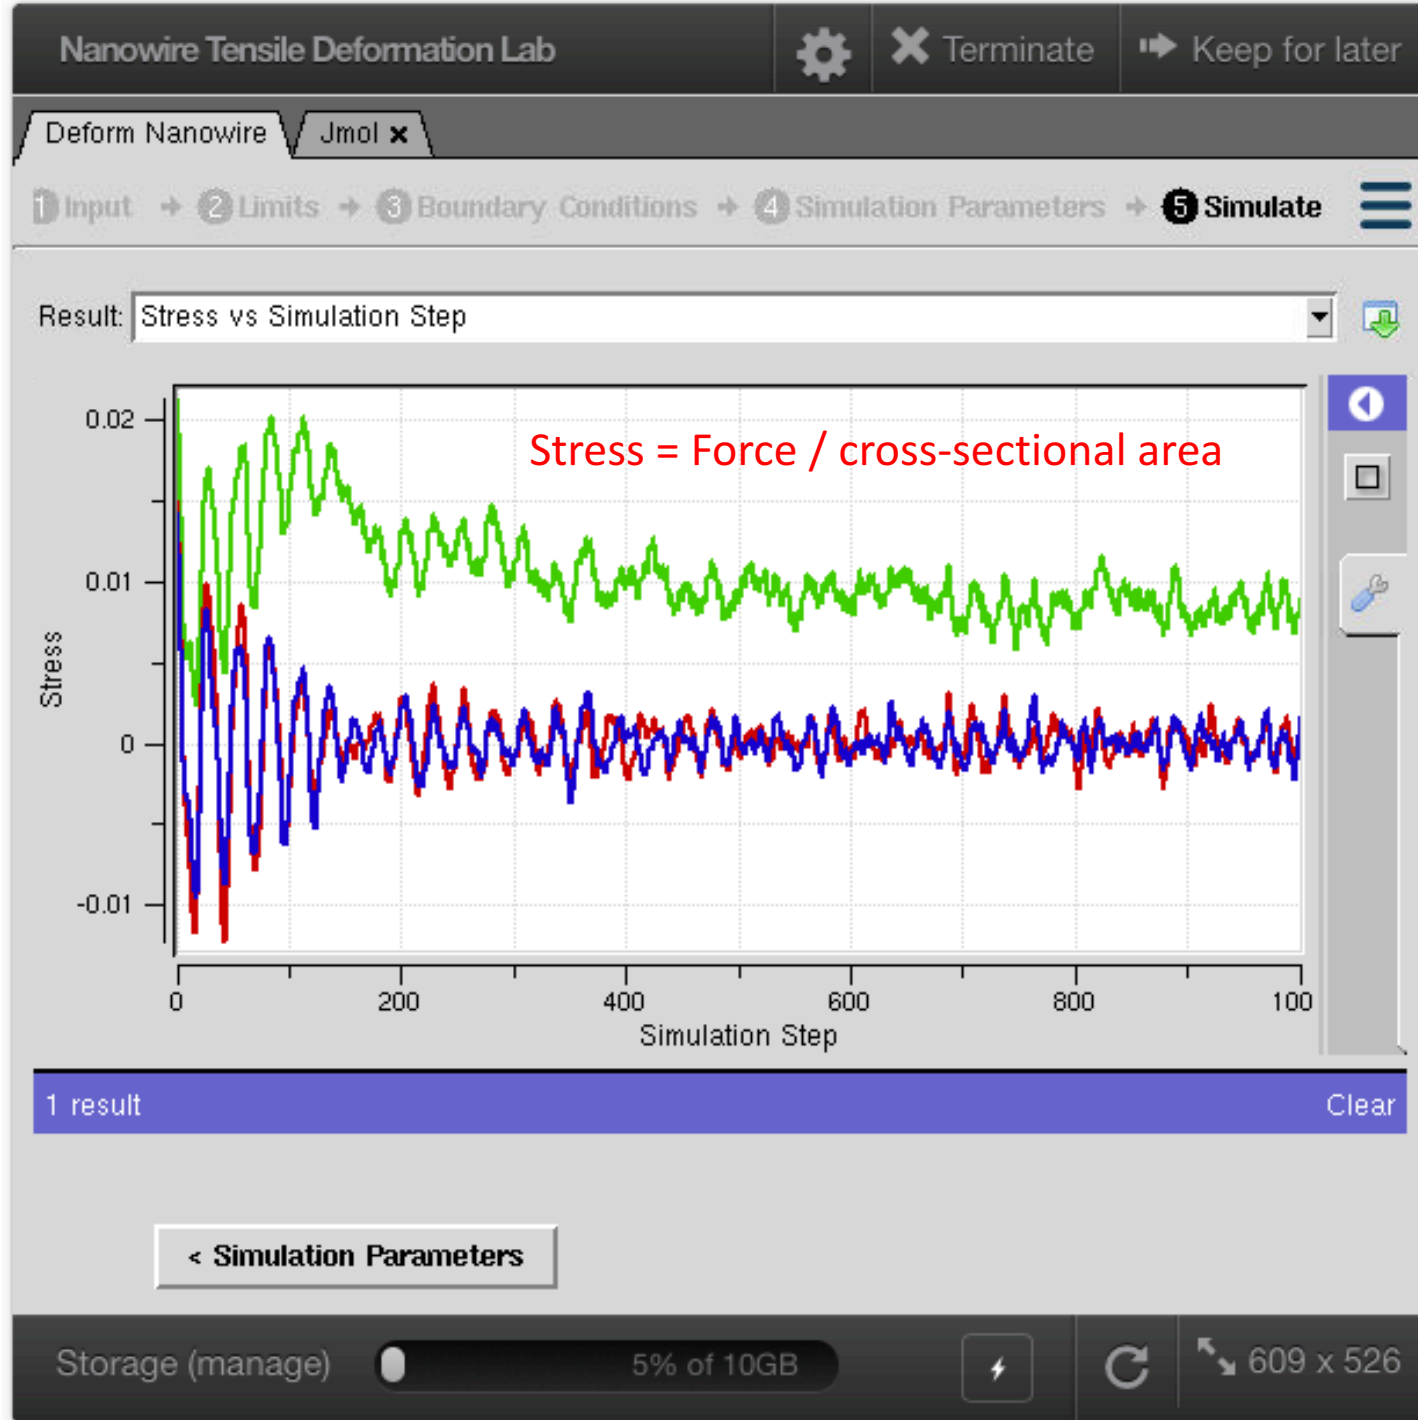 Nanowire Tensile Deformation Lab
Terminate
Keep for later
Deform Nanowire
Jmol ×
1 Input → 2 Limits → 3 Boundary Conditions → 4 Simulation Parameters → 5 Simulate
Result: Stress vs Simulation Step
Stress = Force / cross-sectional area
Stress
0.02
0.01
0
-0.01
0 200 400 600 800 100
Simulation Step
1 result
Clear
< Simulation Parameters
Storage (manage)
5% of 10GB
609 x 526